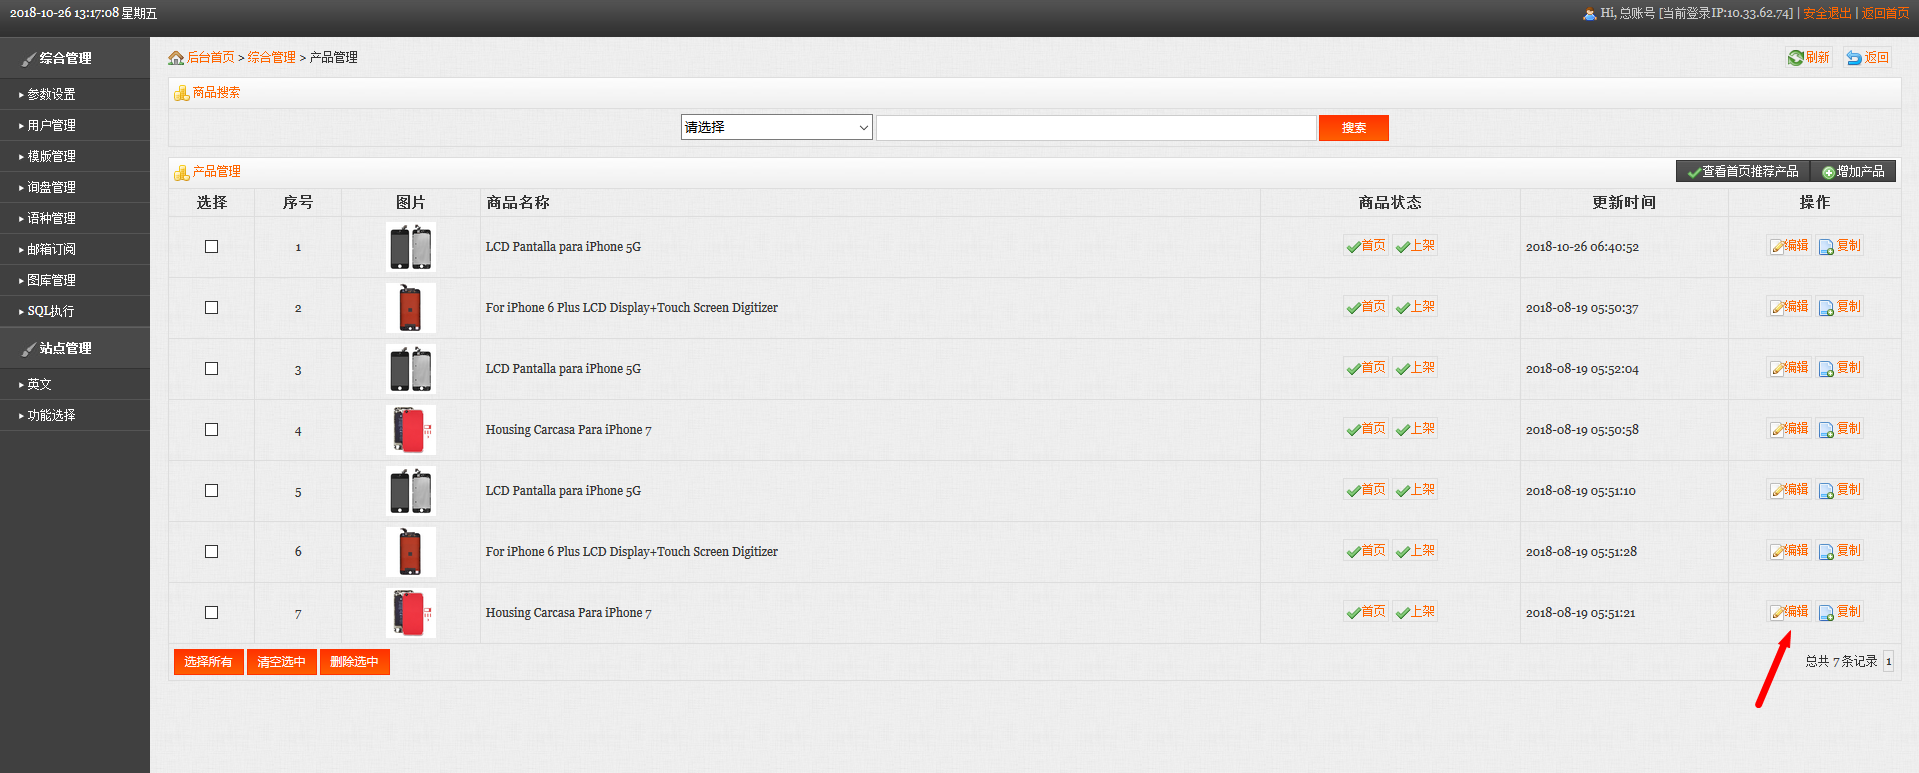 2018-10-26 13:17:08 星期五
Hi, 总账号 [当前登录IP:10.33.62.74] | 安全退出 | 返回首页
综合管理
参数设置
用户管理
模版管理
询盘管理
语种管理
邮箱订阅
图库管理
SQL执行
站点管理
英文
功能选择
后台首页 > 综合管理 > 产品管理
刷新 返回
商品搜索
请选择 搜索
产品管理
查看首页推荐产品 增加产品
选择 序号 图片 商品名称 商品状态 更新时间 操作
1 LCD Pantalla para iPhone 5G 首页 上架 2018-10-26 06:40:52 编辑 复制
2 For iPhone 6 Plus LCD Display+Touch Screen Digitizer 首页 上架 2018-08-19 05:50:37 编辑 复制
3 LCD Pantalla para iPhone 5G 首页 上架 2018-08-19 05:52:04 编辑 复制
4 Housing Carcasa Para iPhone 7 首页 上架 2018-08-19 05:50:58 编辑 复制
5 LCD Pantalla para iPhone 5G 首页 上架 2018-08-19 05:51:10 编辑 复制
6 For iPhone 6 Plus LCD Display+Touch Screen Digitizer 首页 上架 2018-08-19 05:51:28 编辑 复制
7 Housing Carcasa Para iPhone 7 首页 上架 2018-08-19 05:51:21 编辑 复制
选择所有 清空选中 删除选中
总共 7 条记录 1